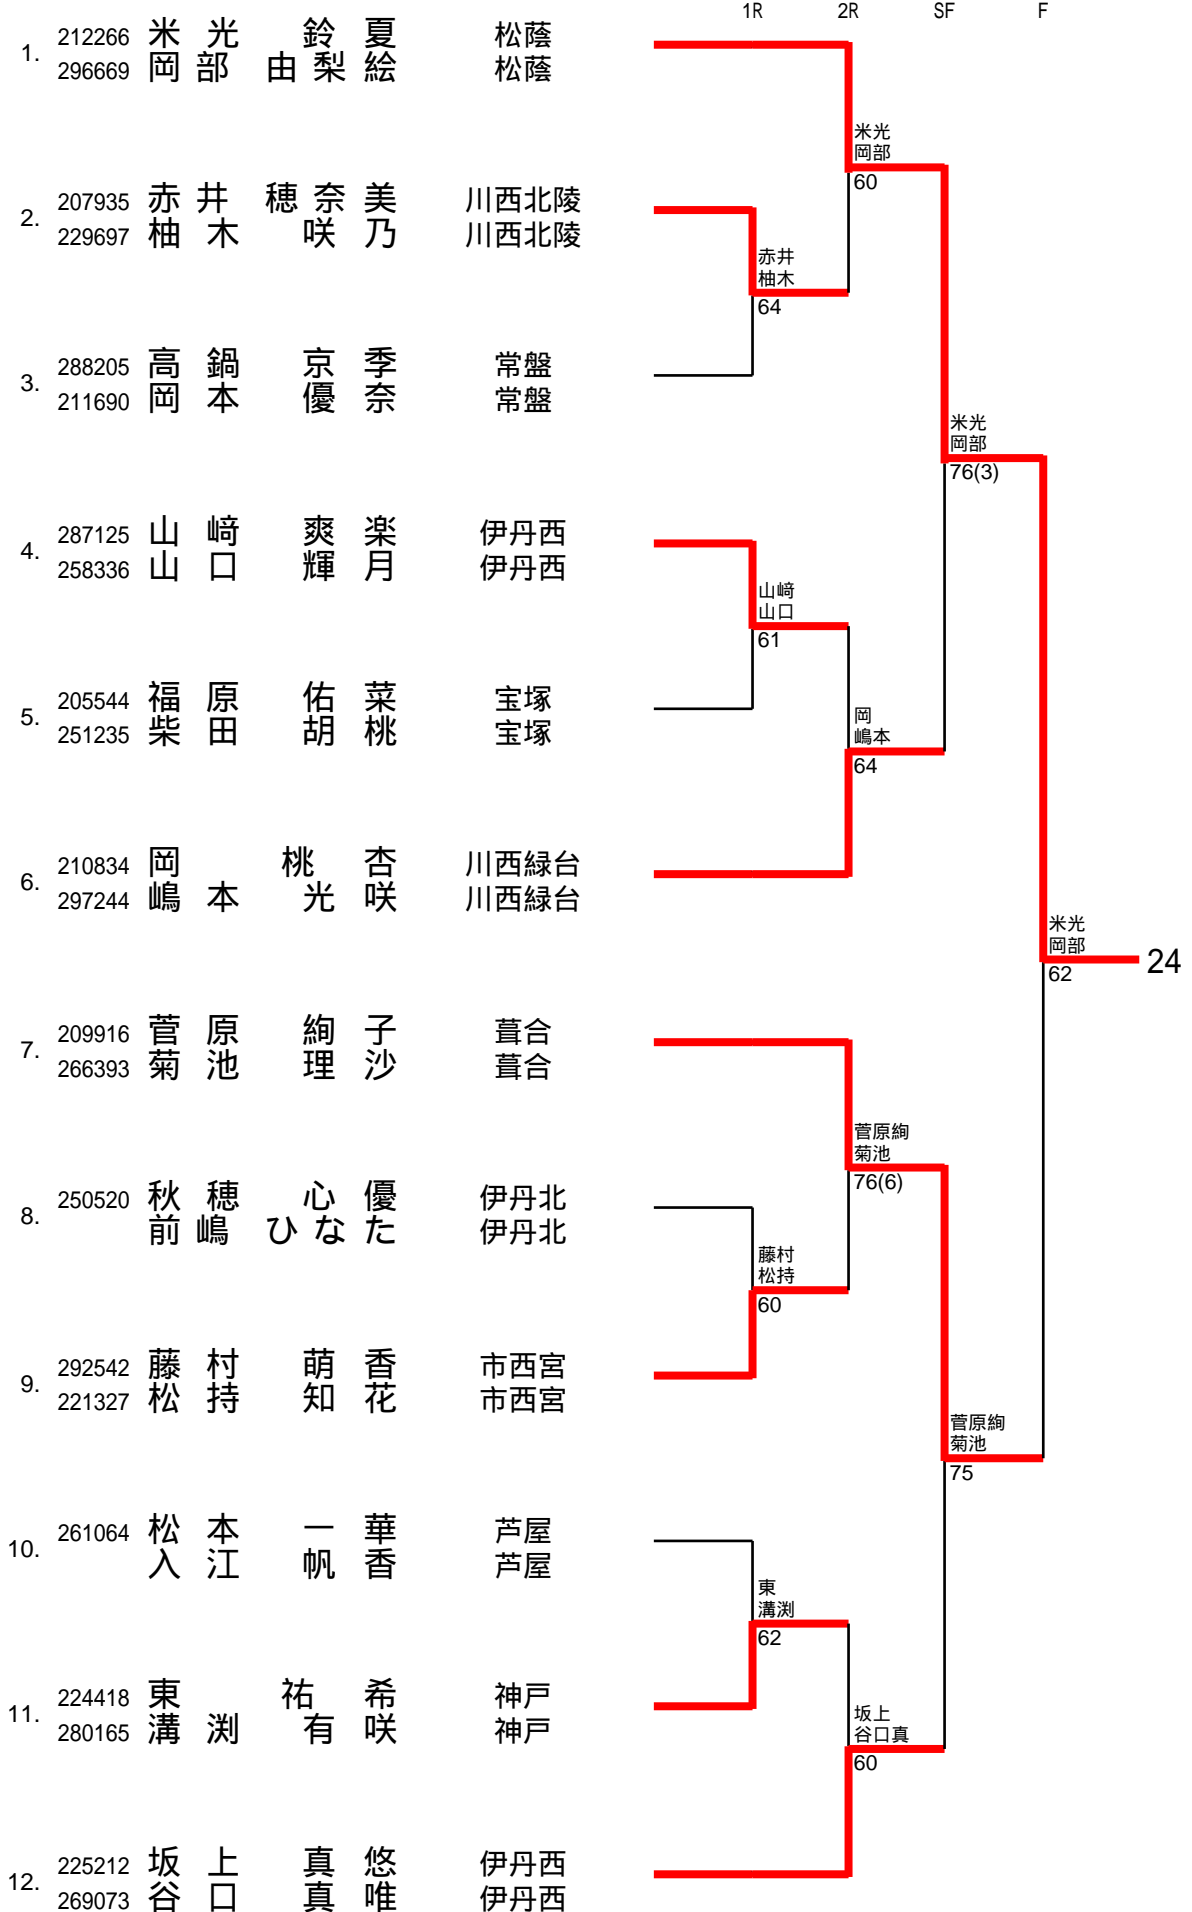 1R 2R SF F
1. 212266 米光 鈴夏 松蔭
296669 岡部 由梨絵 松蔭
米光
岡部
60
2. 207935 赤井 穂奈美 川西北陵
229697 柚木 咲乃 川西北陵
赤井
柚木
64
3. 288205 高鍋 京季 常盤
211690 岡本 優奈 常盤
米光
岡部
76(3)
4. 287125 山﨑 爽楽 伊丹西
258336 山口 輝月 伊丹西
山﨑
山口
61
5. 205544 福原 佑菜 宝塚
251235 柴田 胡桃 宝塚
岡
嶋本
64
6. 210834 岡 桃杏 川西緑台
297244 嶋本 光咲 川西緑台
米光
岡部
62
24
7. 209916 菅原 絢子 葺合
266393 菊池 理沙 葺合
菅原絢
菊池
76(6)
8. 250520 秋穂 心優 伊丹北
前嶋 ひなた 伊丹北
藤村
松持
60
9. 292542 藤村 萌香 市西宮
221327 松持 知花 市西宮
菅原絢
菊池
75
10. 261064 松本 一華 芦屋
入江 帆香 芦屋
東
溝渕
62
11. 224418 東 祐希 神戸
280165 溝渕 有咲 神戸
坂上
谷口真
60
12. 225212 坂上 真悠 伊丹西
269073 谷口 真唯 伊丹西